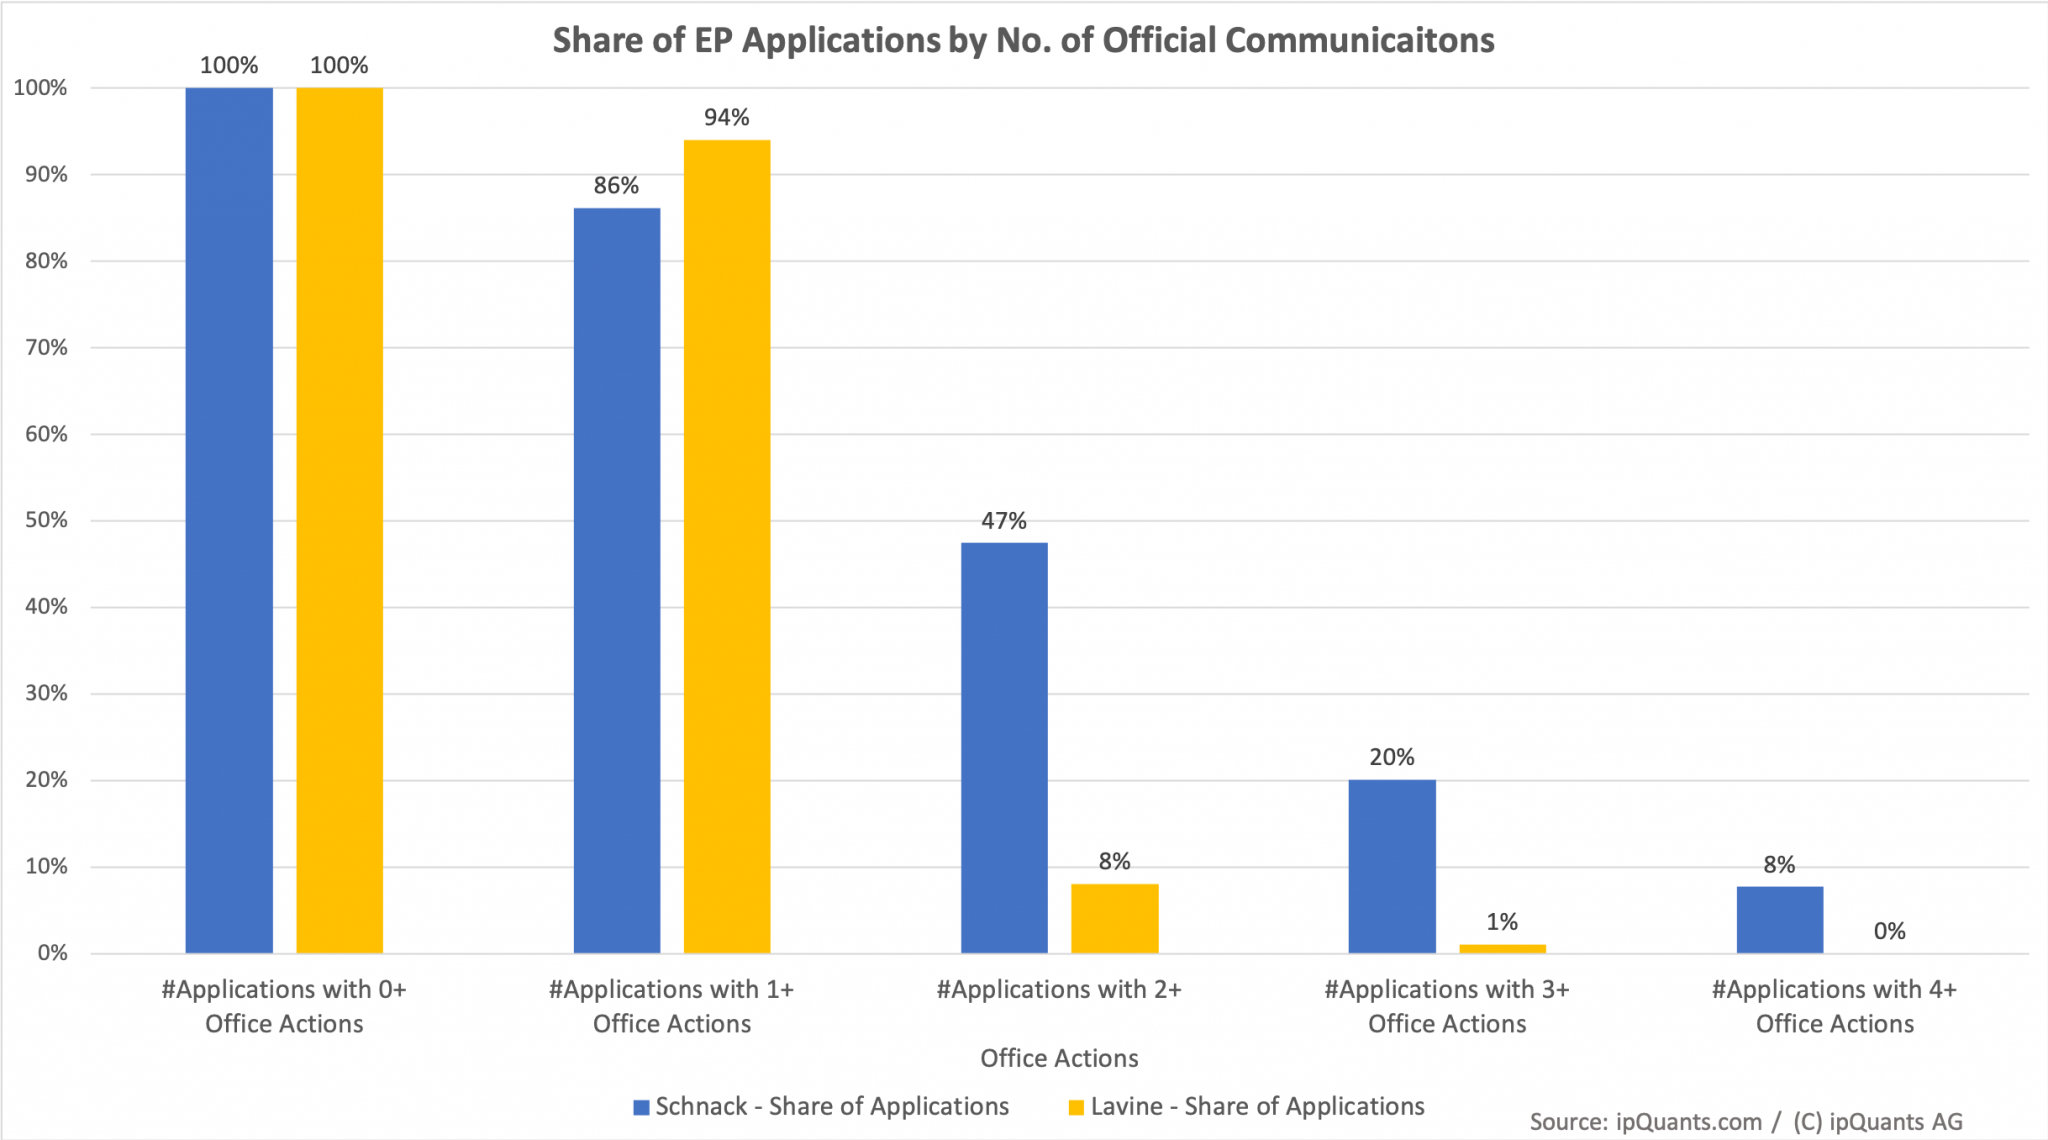 Share of EP Applications by No. of Official Communicaitons
100%
90%
80%
70%
60%
50%
40%
30%
20%
10%
0%
100% 100%
86% 94%
47% 8%
20% 1%
8% 0%
#Applications with 0+
Office Actions
#Applications with 1+
Office Actions
#Applications with 2+
Office Actions
#Applications with 3+
Office Actions
#Applications with 4+
Office Actions
Schnack - Share of Applications
Lavine - Share of Applications
Source: ipQuants.com / (C) ipQuants AG